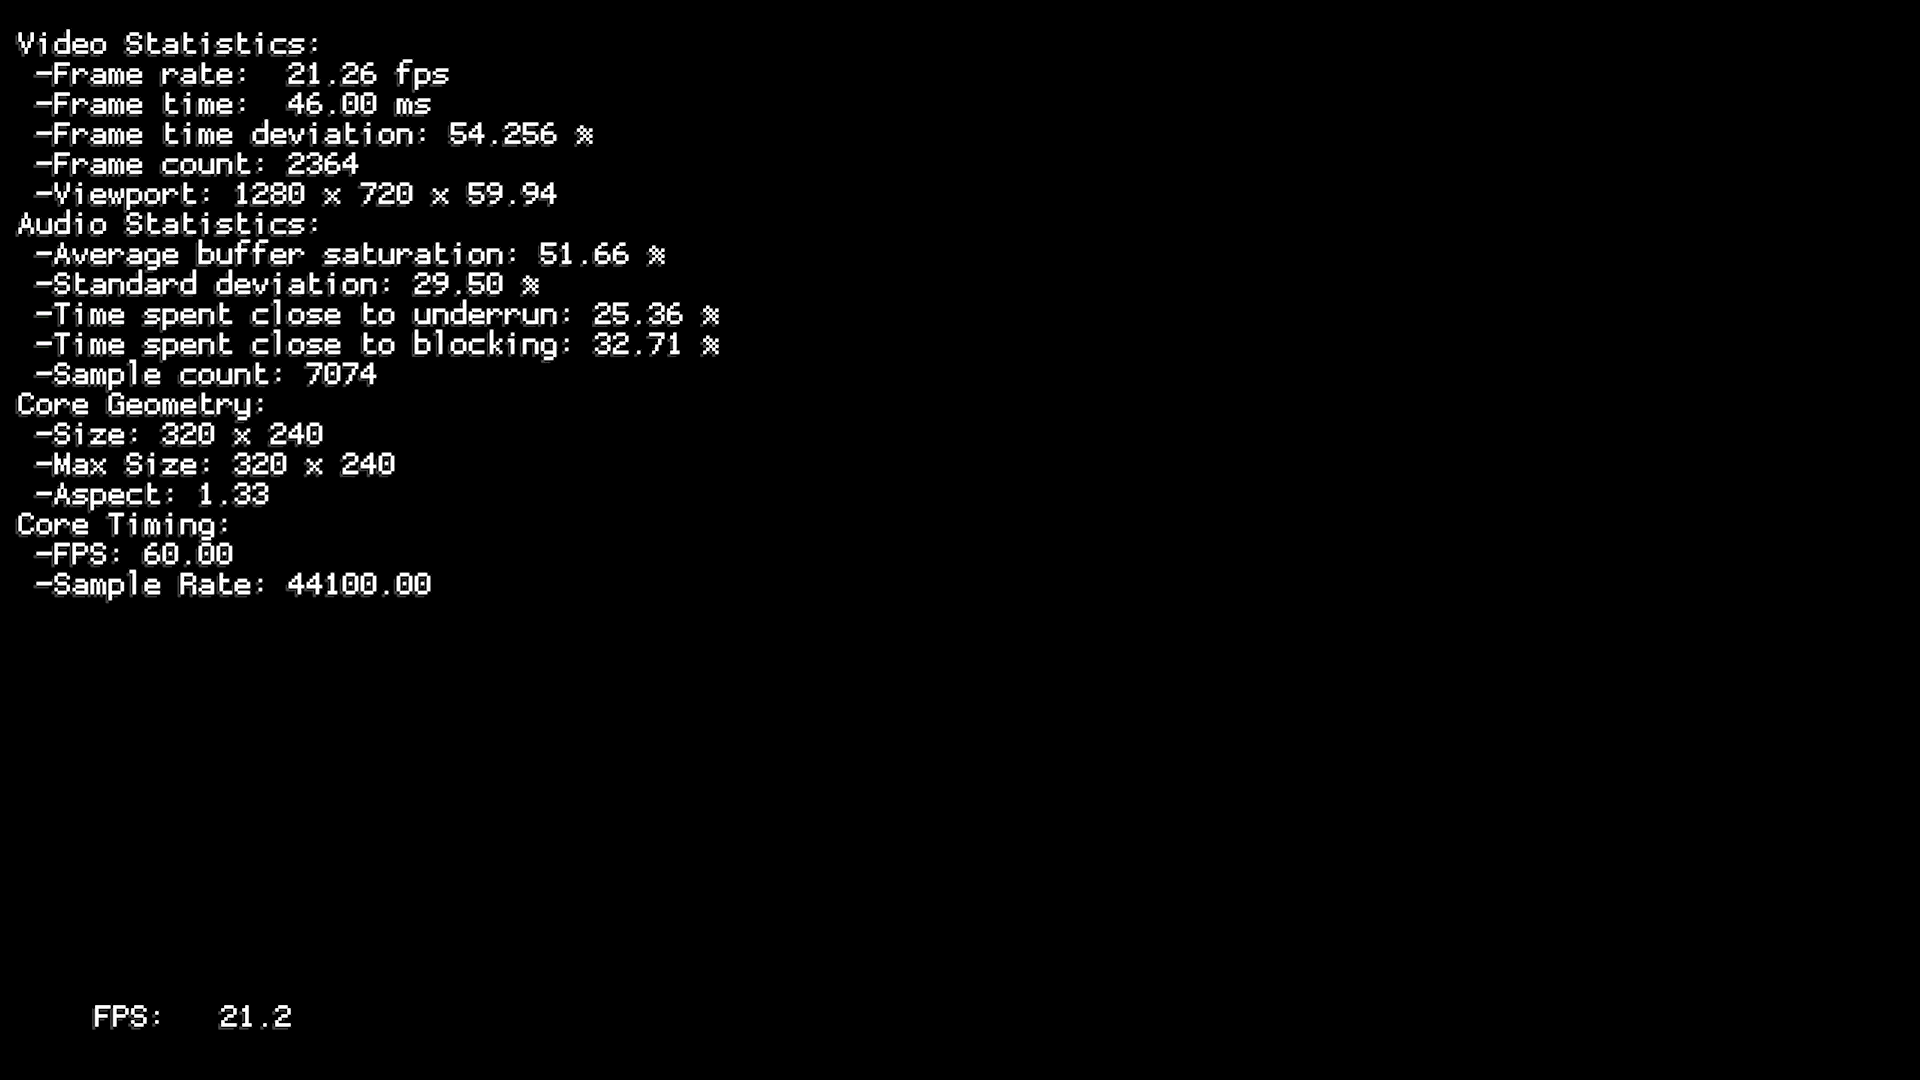 Video Statistics:
-Frame rate:  21.26 fps
-Frame time:  46.00 ms
-Frame time deviation: 54.256 %
-Frame count: 2364
-Viewport: 1280 x 720 x 59.94
Audio Statistics:
-Average buffer saturation: 51.66 %
-Standard deviation: 29.50 %
-Time spent close to underrun: 25.36 %
-Time spent close to blocking: 32.71 %
-Sample count: 7074
Core Geometry:
-Size: 320 x 240
-Max Size: 320 x 240
-Aspect: 1.33
Core Timing:
-FPS: 60.00
-Sample Rate: 44100.00
FPS:   21.2